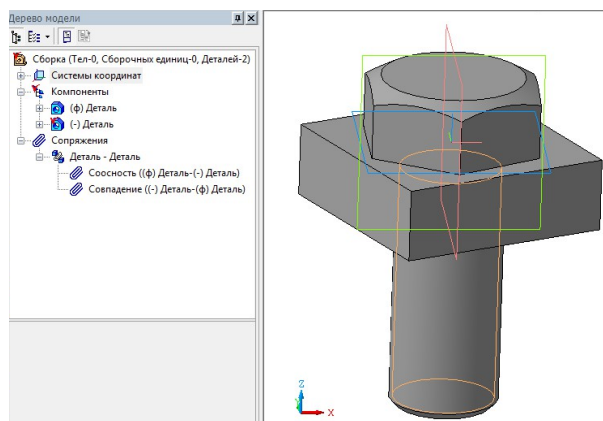 Дерево модели
Сборка (Тел-0, Сборочных единиц-0, Деталей-2)
Системы координат
Компоненты
(ф) Деталь
(-) Деталь
Сопряжения
Деталь - Деталь
Соосность ((ф) Деталь-(-) Деталь)
Совпадение ((-) Деталь-(ф) Деталь)
Z
X